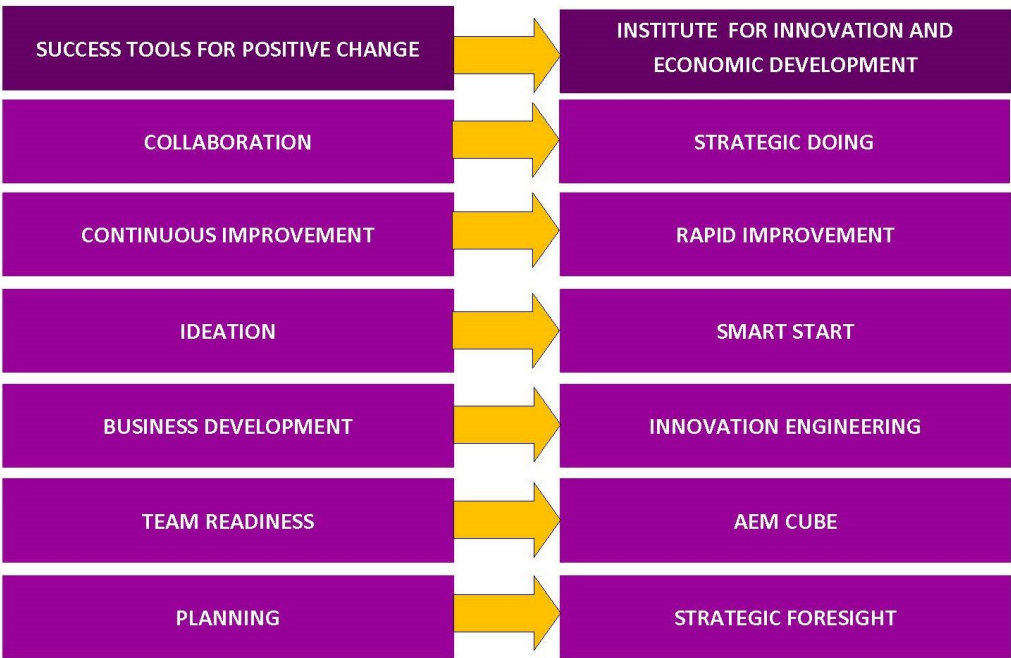 SUCCESS TOOLS FOR POSITIVE CHANGE
INSTITUTE FOR INNOVATION AND
ECONOMIC DEVELOPMENT
COLLABORATION
STRATEGIC DOING
CONTINUOUS IMPROVEMENT
RAPID IMPROVEMENT
IDEATION
SMART START
BUSINESS DEVELOPMENT
INNOVATION ENGINEERING
TEAM READINESS
AEM CUBE
PLANNING
STRATEGIC FORESIGHT